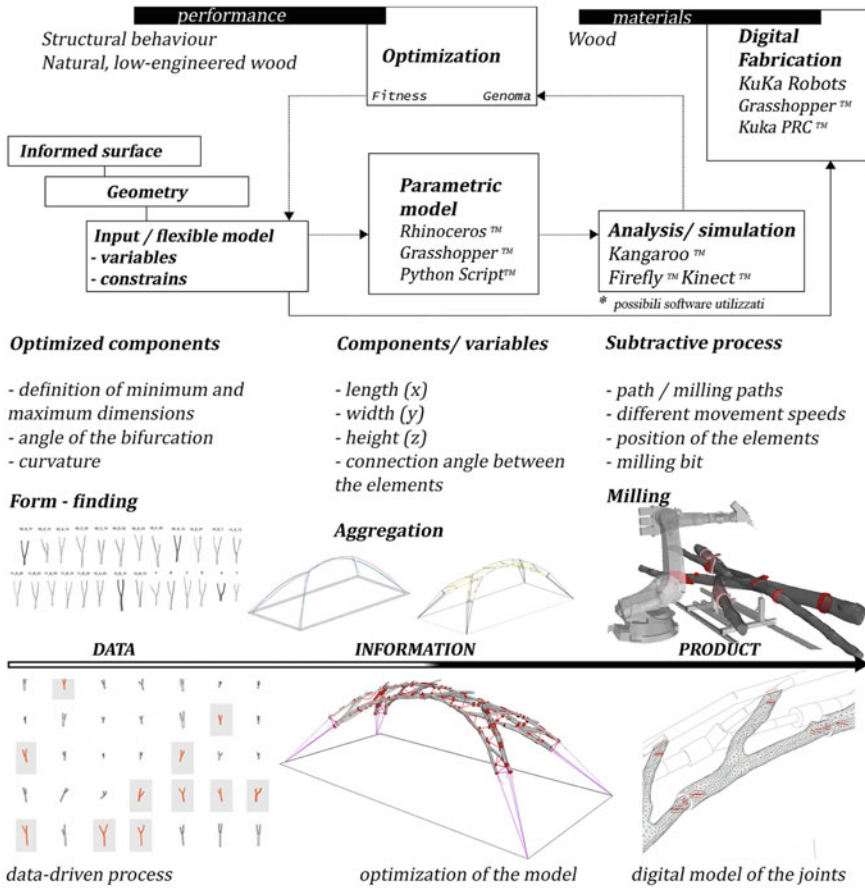 performance
Structural behaviour
Natural, low-engineered wood
Optimization
Fitness Genoma
materials
Wood
Digital
Fabrication
KuKa Robots
Grasshopper ™
Kuka PRC ™
Informed surface
Geometry
Input / flexible model
- variables
- constrains
Parametric
model
Rhinoceros ™
Grasshopper ™
Python Script™
Analysis/ simulation
Kangaroo ™
Firefly ™ Kinect ™
* possibili software utilizzati
Optimized components
- definition of minimum and
maximum dimensions
- angle of the bifurcation
- curvature
Form - finding
Components/ variables
- length (x)
- width (y)
- height (z)
- connection angle between
the elements
Aggregation
Subtractive process
- path / milling paths
- different movement speeds
- position of the elements
- milling bit
Milling
DATA
INFORMATION
PRODUCT
data-driven process
optimization of the model
digital model of the joints